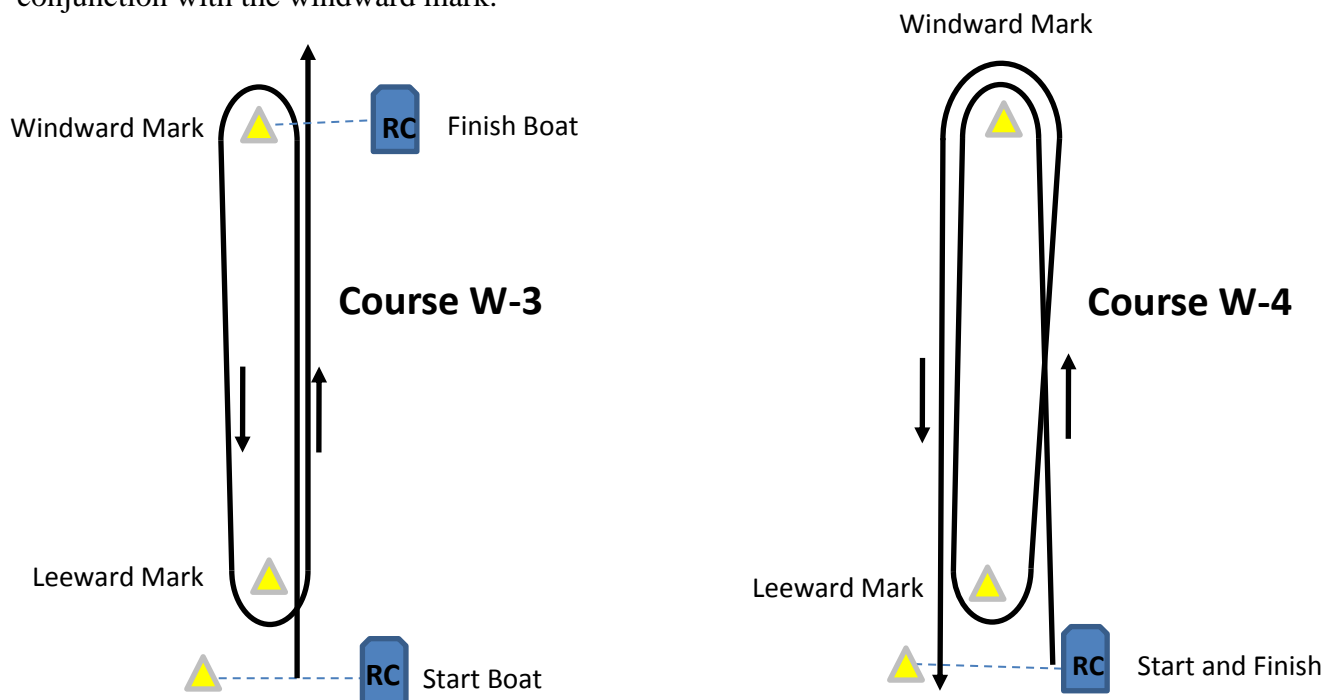 conjunction with the windward mark.
Windward Mark
Windward Mark
RC
Finish Boat
Course W-3
Course W-4
Leeward Mark
Leeward Mark
RC
Start Boat
RC
Start and Finish